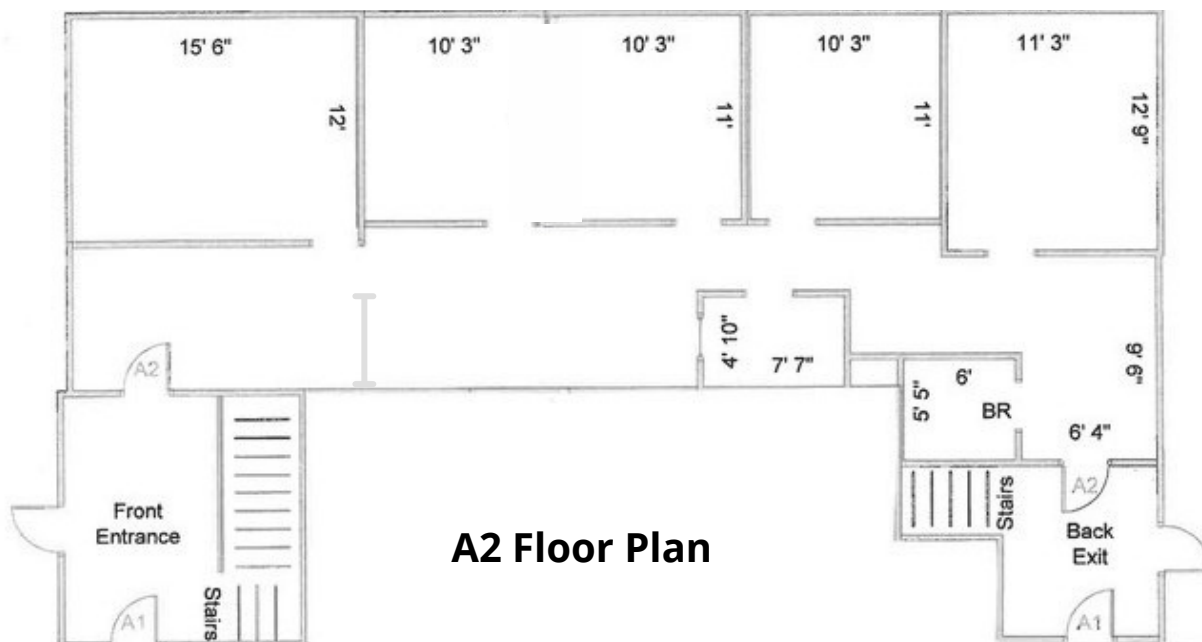 15' 6"
10' 3"
10' 3"
10' 3"
11' 3"
12'
11'
11'
12' 9"
4' 10"
7' 7"
9' 9"
A2
5' 5"
6'
BR
6' 4"
A2
Front
Entrance
Stairs
Back
Exit
A2 Floor Plan
Stairs
A1
A1